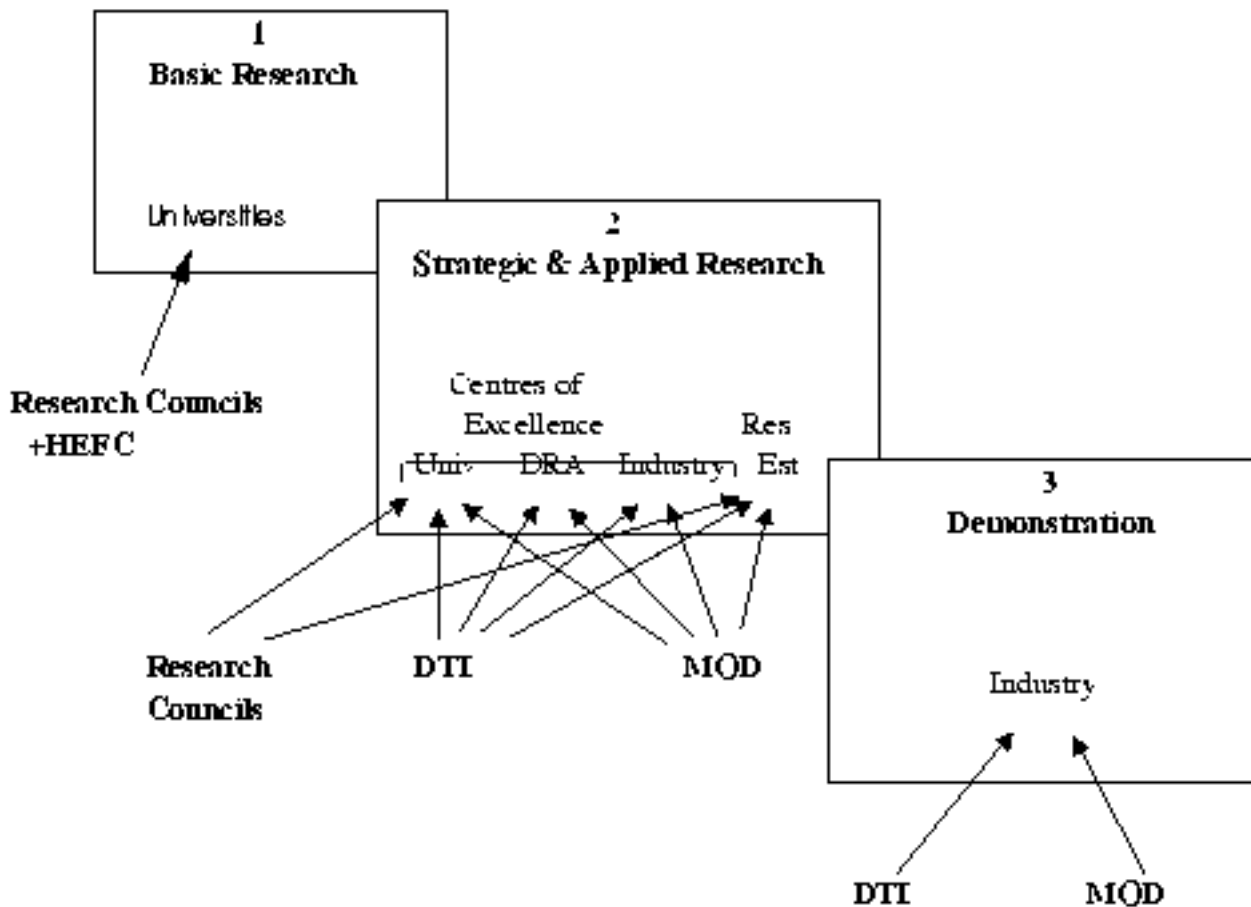 1
Basic Research
Universities
Research Councils
+HEFC
2
Strategic & Applied Research
Centres of
Excellence
Res
Univ DRA Industry Est
Research
Councils
DTI
MOD
3
Demonstration
Industry
DTI
MOD